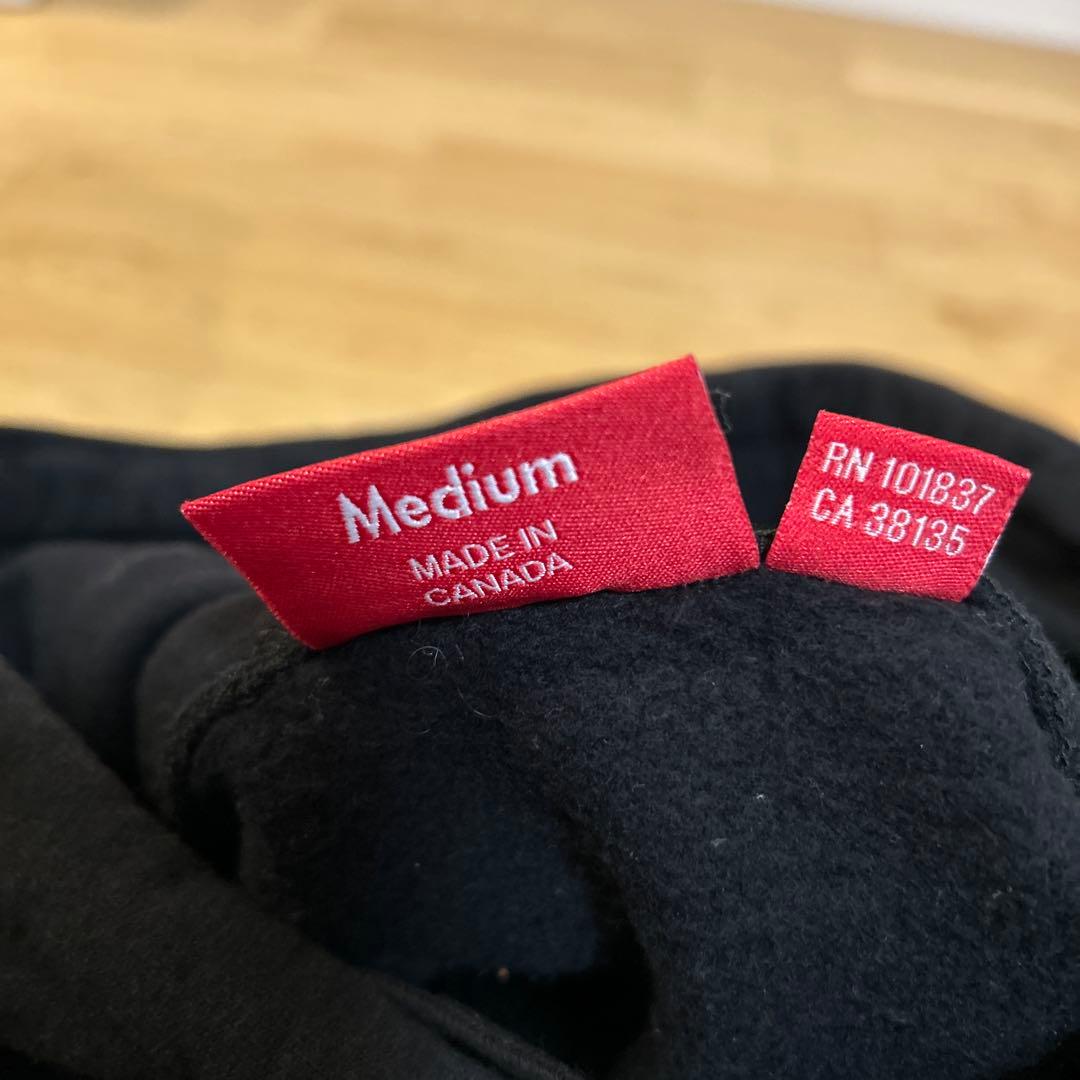 Medium
MADE IN
CANADA
RN 101837
CA 38135